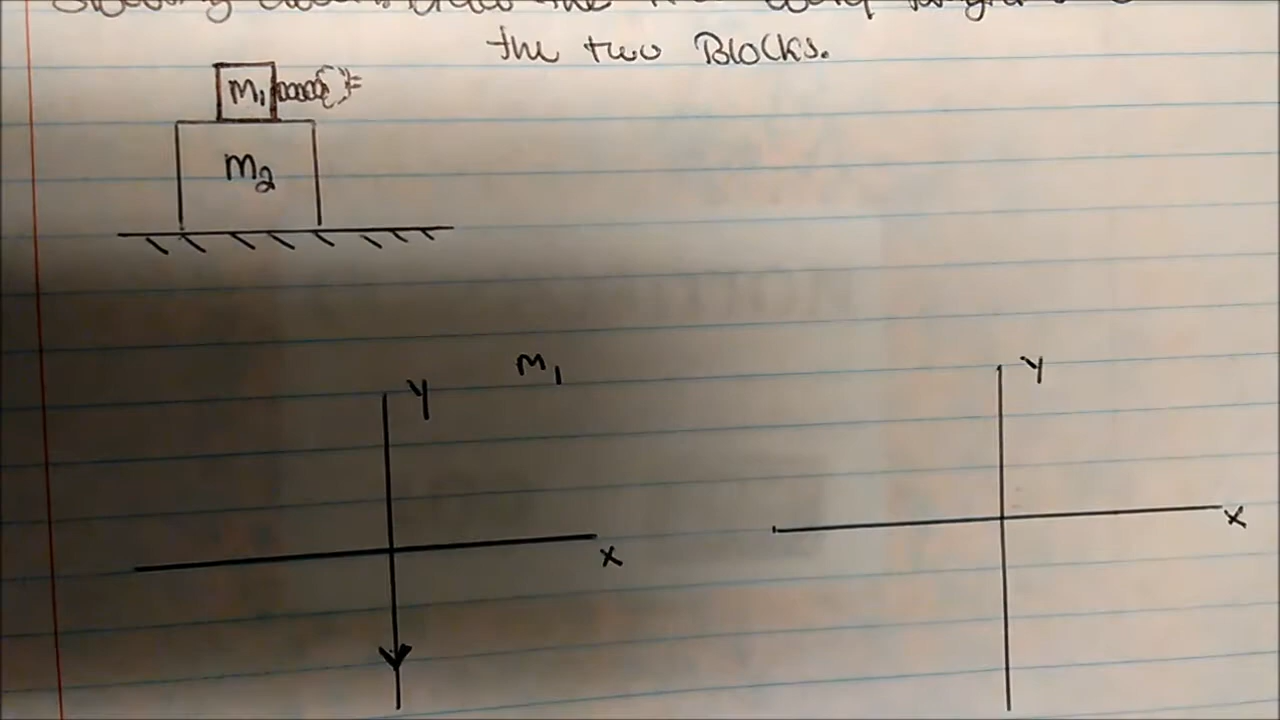 the two Blocks.
m1
m2
y
m1
x
y
x